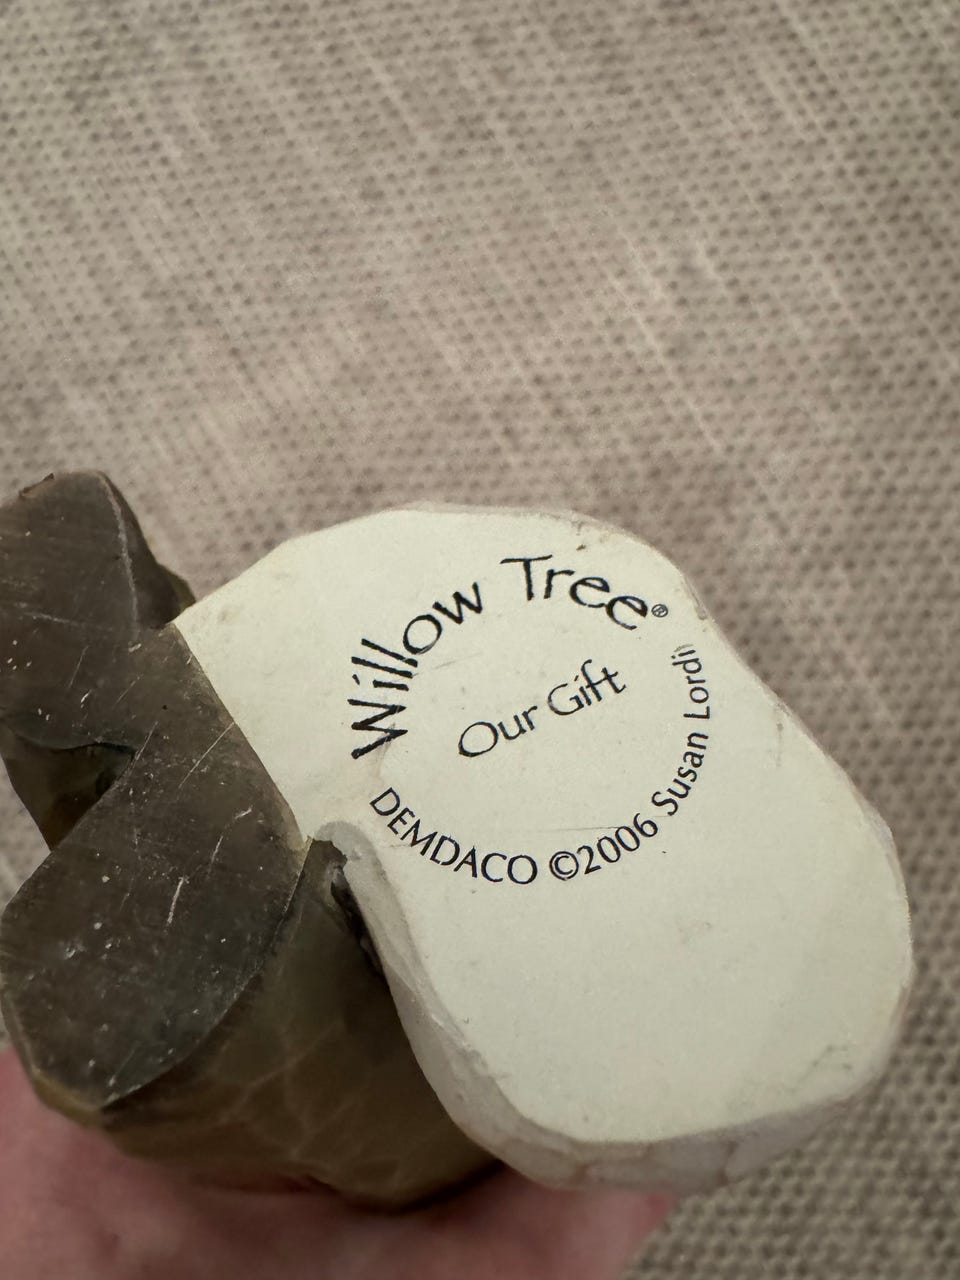 Willow Tree®
Our Gift
DEMDACO ©2006 Susan Lordi